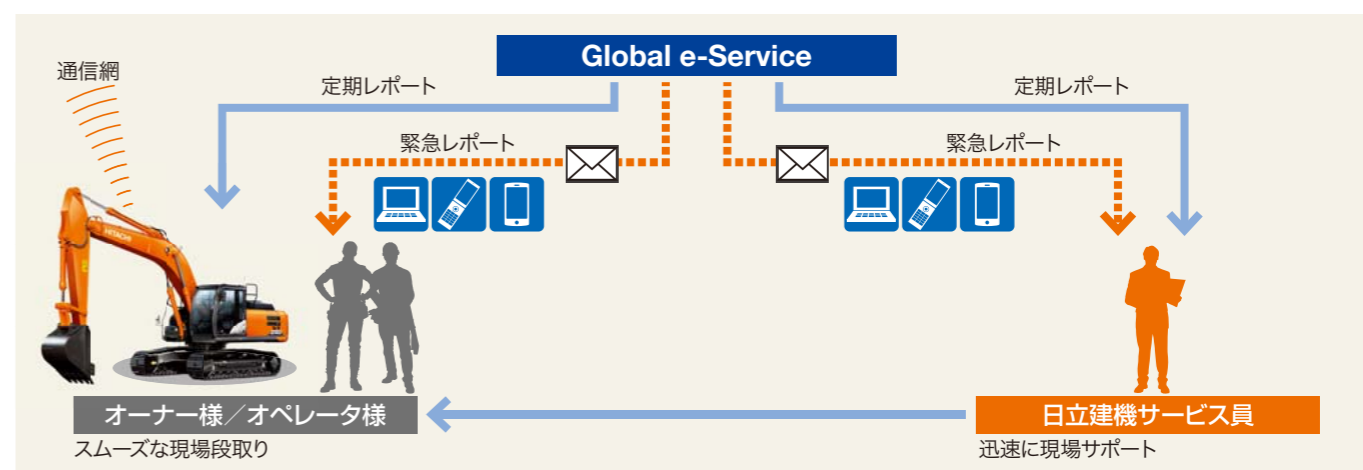 Global e-Service
通信網
定期レポート
定期レポート
緊急レポート
緊急レポート
HITACHI
オーナー様／オペレータ様
日立建機サービス員
スムーズな現場段取り
迅速に現場サポート